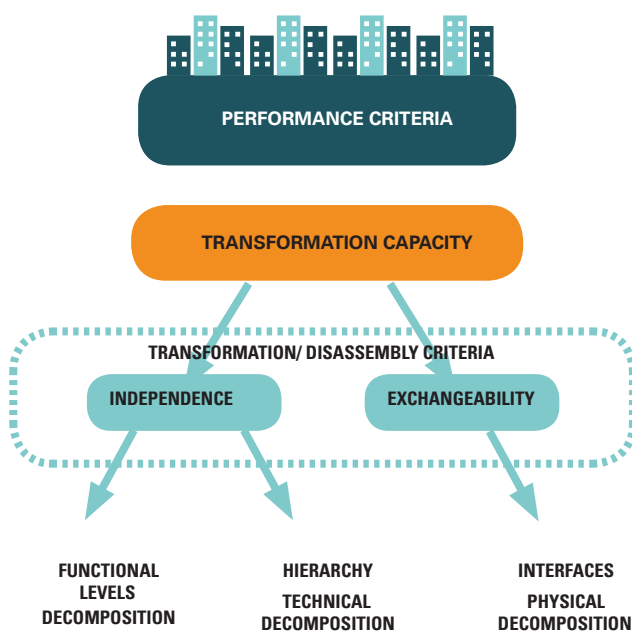 PERFORMANCE CRITERIA
TRANSFORMATION CAPACITY
TRANSFORMATION/ DISASSEMBLY CRITERIA
INDEPENDENCE
EXCHANGEABILITY
FUNCTIONAL
LEVELS
DECOMPOSITION
HIERARCHY
TECHNICAL
DECOMPOSITION
INTERFACES
PHYSICAL
DECOMPOSITION